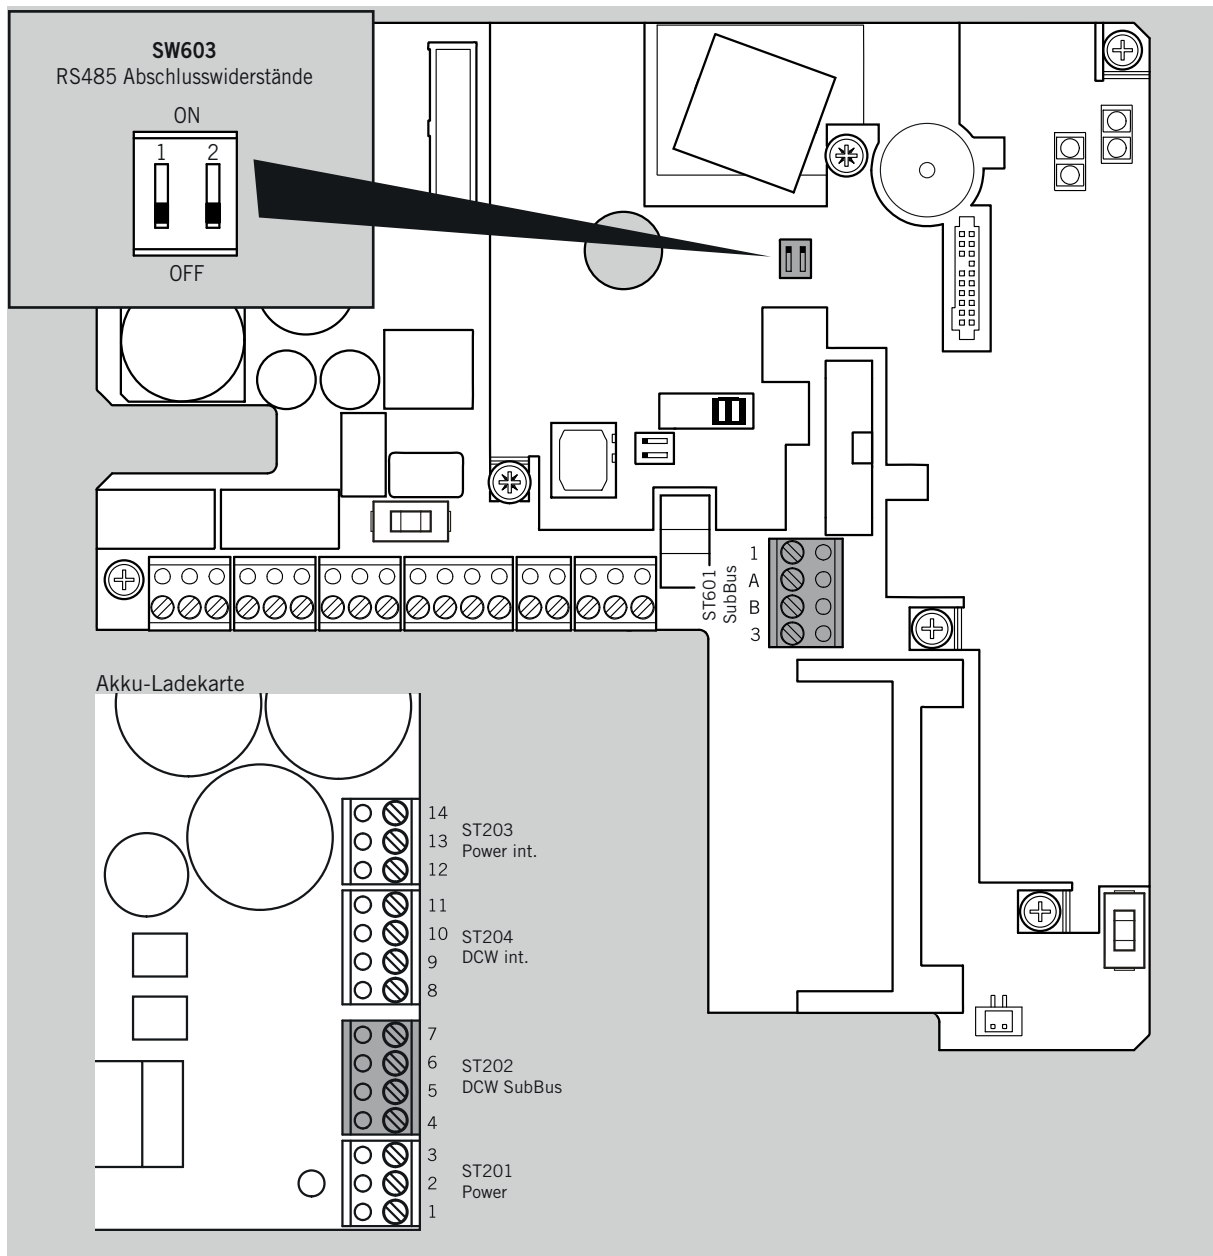 SW603
RS485 Abschlusswiderstände
ON
1 2
OFF
ST601
SubBus
1
A
B
3
Akku-Ladekarte
14
13
12
ST203
Power int.
11
10
9
8
ST204
DCW int.
7
6
5
4
ST202
DCW SubBus
3
2
1
ST201
Power